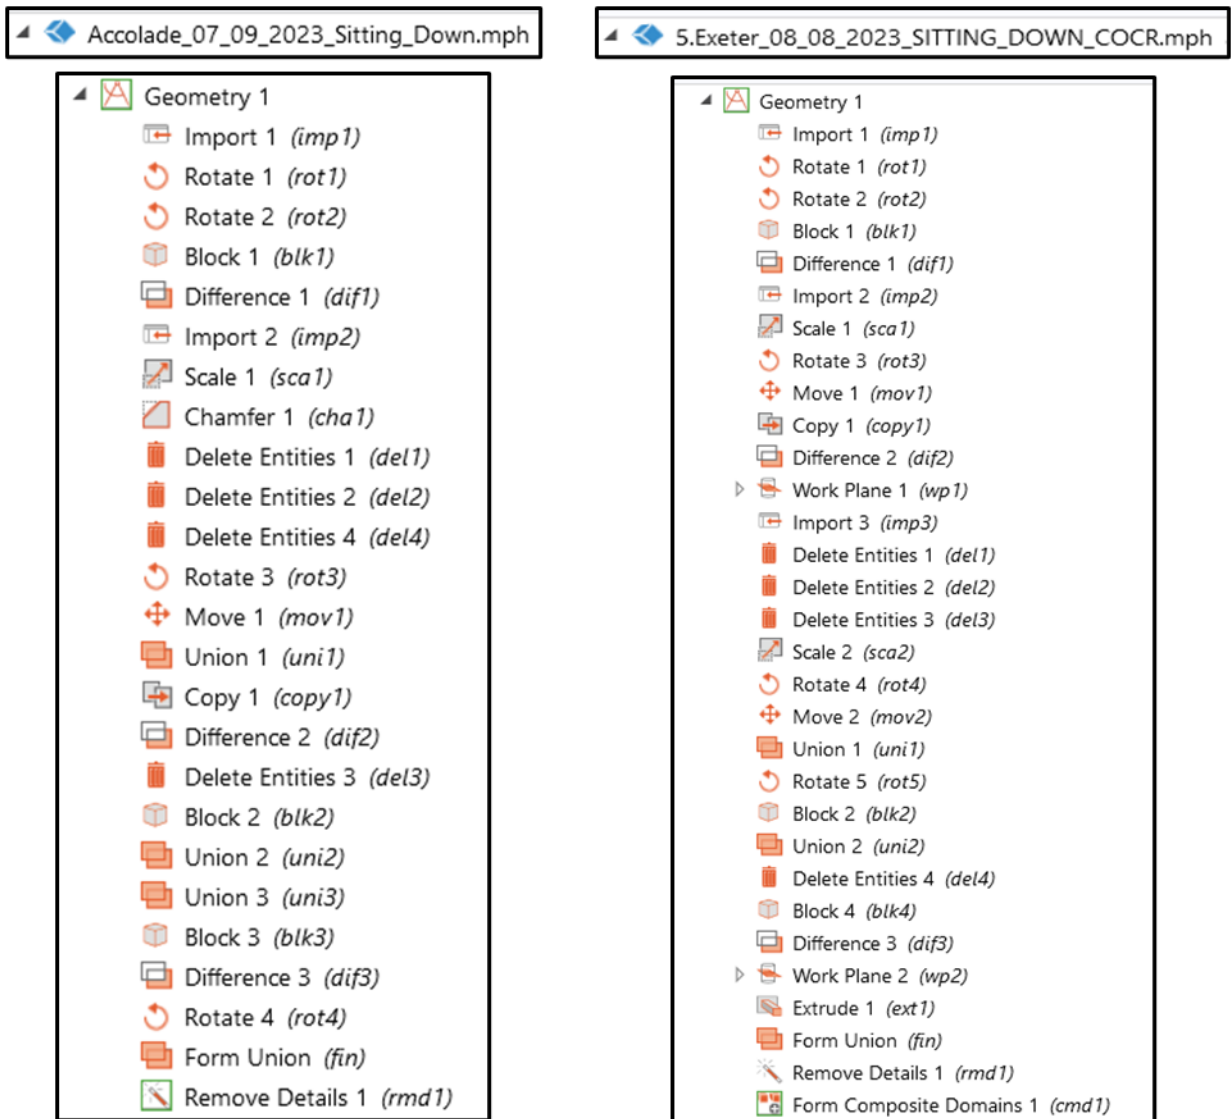 Accolade_07_09_2023_Sitting_Down.mph
Geometry 1
Import 1 (imp1)
Rotate 1 (rot1)
Rotate 2 (rot2)
Block 1 (blk1)
Difference 1 (dif1)
Import 2 (imp2)
Scale 1 (sca1)
Chamfer 1 (cha1)
Delete Entities 1 (del1)
Delete Entities 2 (del2)
Delete Entities 4 (del4)
Rotate 3 (rot3)
Move 1 (mov1)
Union 1 (uni1)
Copy 1 (copy1)
Difference 2 (dif2)
Delete Entities 3 (del3)
Block 2 (blk2)
Union 2 (uni2)
Union 3 (uni3)
Block 3 (blk3)
Difference 3 (dif3)
Rotate 4 (rot4)
Form Union (fin)
Remove Details 1 (rmd1)
5.Exeter_08_08_2023_SITTING_DOWN_COCR.mph
Geometry 1
Import 1 (imp1)
Rotate 1 (rot1)
Rotate 2 (rot2)
Block 1 (blk1)
Difference 1 (dif1)
Import 2 (imp2)
Scale 1 (sca1)
Rotate 3 (rot3)
Move 1 (mov1)
Copy 1 (copy1)
Difference 2 (dif2)
Work Plane 1 (wp1)
Import 3 (imp3)
Delete Entities 1 (del1)
Delete Entities 2 (del2)
Delete Entities 3 (del3)
Scale 2 (sca2)
Rotate 4 (rot4)
Move 2 (mov2)
Union 1 (uni1)
Rotate 5 (rot5)
Block 2 (blk2)
Union 2 (uni2)
Delete Entities 4 (del4)
Block 4 (blk4)
Difference 3 (dif3)
Work Plane 2 (wp2)
Extrude 1 (ext1)
Form Union (fin)
Remove Details 1 (rmd1)
Form Composite Domains 1 (cmd1)